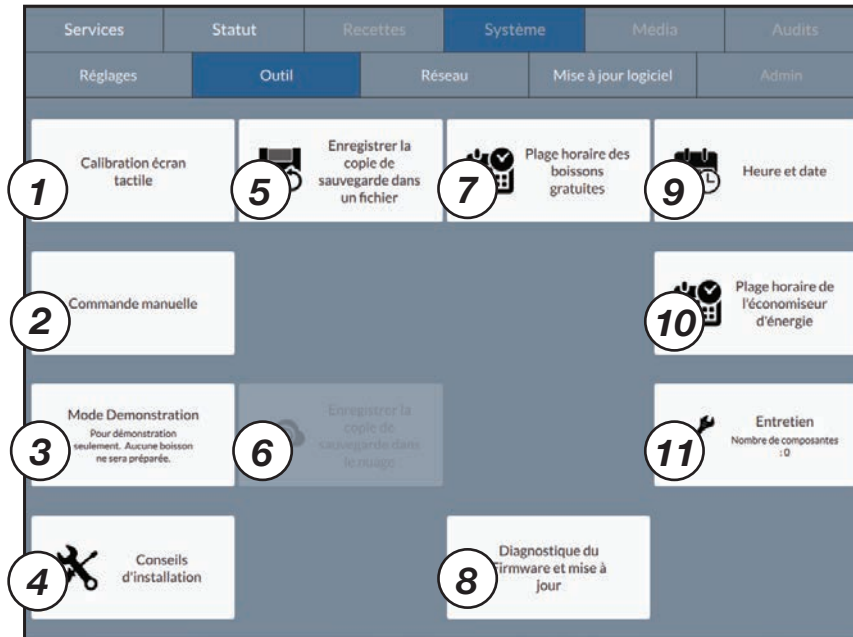 Services Statut Recettes Système Média Audits
Réglages Outil Réseau Mise à jour logiciel Admin
1
Calibration écran
tactile
5
Enregistrer la
copie de
sauvegarde dans
un fichier
7
Plage horaire des
boissons
gratuites
9
Heure et date
2
Commande manuelle
10
Plage horaire de
l'économiseur
d'énergie
3
Mode Demonstration
Pour démonstration
seulement. Aucune boisson
ne sera préparée.
6
Enregistrer la
copie de
sauvegarde dans
le nuage
11
Entretien
Nombre de composantes
: 0
4
Conseils
d'installation
8
Diagnostique du
Firmware et mise à
jour